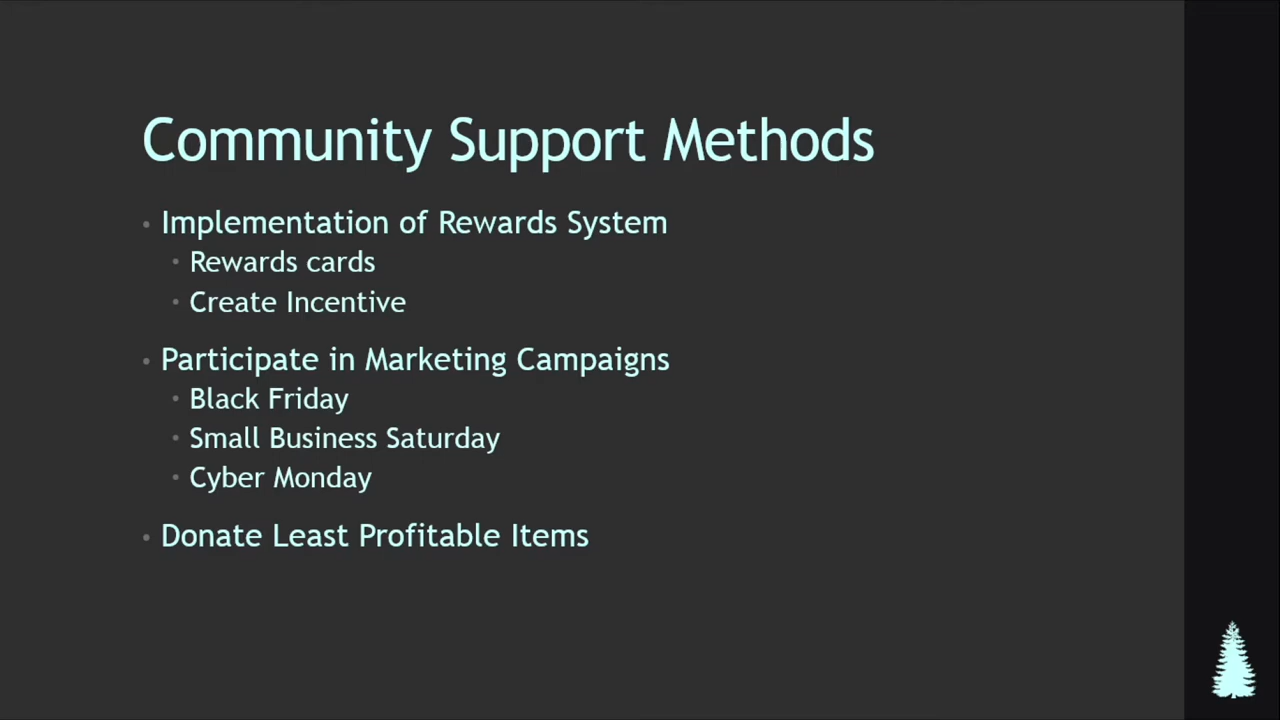 Community Support Methods
• Implementation of Rewards System
• Rewards cards
• Create Incentive
• Participate in Marketing Campaigns
• Black Friday
• Small Business Saturday
• Cyber Monday
• Donate Least Profitable Items